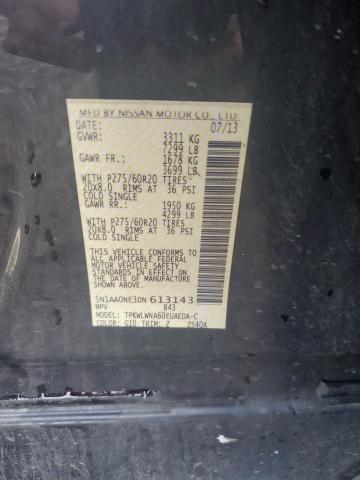 MFD BY NISSAN MOTOR CO., LTD.
DATE: 07/13
GVWR: 3311 KG
7299 LB
GAWR FR: 1678 KG
3699 LB
WITH P275/60R20 TIRES
20X8.0 RIMS AT 36 PSI
COLD SINGLE
GAWR RR: 1950 KG
4299 LB
WITH P275/60R20 TIRES
20X8.0 RIMS AT 36 PSI
COLD SINGLE
THIS VEHICLE CONFORMS TO
ALL APPLICABLE FEDERAL MOTOR
VEHICLE SAFETY STANDARDS IN
EFFECT ON THE DATE OF
MANUFACTURE SHOWN ABOVE.
5N1AA0NE3DN 613143
MPV 843
MODEL: TPKWLWNA60EUAEDA-C
COLOR: G10 TRIM: Z ZS40A